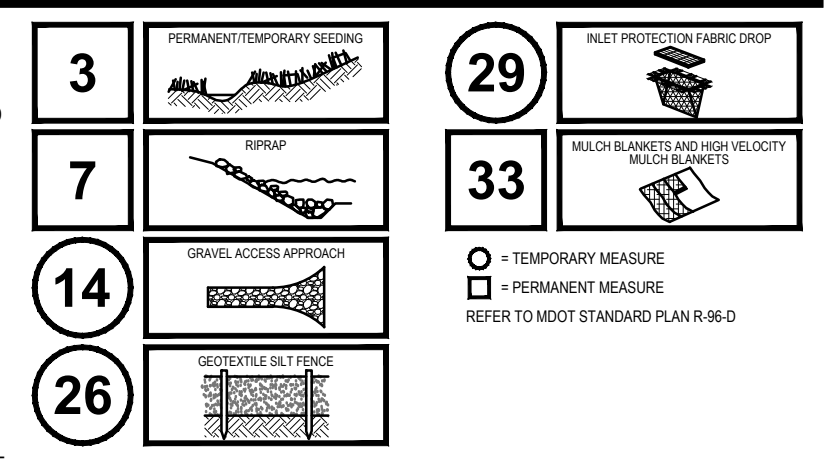 3
PERMANENT/TEMPORARY SEEDING
7
RIPRAP
14
GRAVEL ACCESS APPROACH
26
GEOTEXTILE SILT FENCE
29
INLET PROTECTION FABRIC DROP
33
MULCH BLANKETS AND HIGH VELOCITY
MULCH BLANKETS
= TEMPORARY MEASURE
= PERMANENT MEASURE
REFER TO MDOT STANDARD PLAN R-96-D